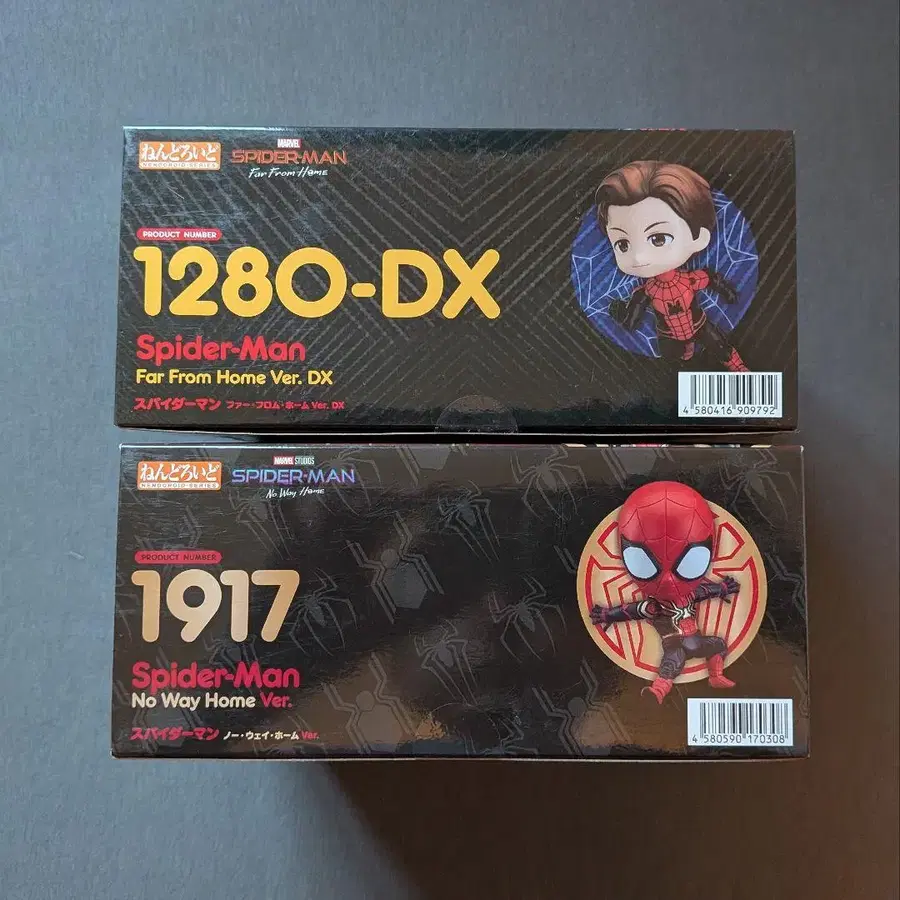 ねんどろいど
NENDOROID SERIES
MARVEL
SPIDER-MAN
Far From Home
PRODUCT NUMBER
1280-DX
Spider-Man
Far From Home Ver. DX
スパイダーマン ファー・フロム・ホーム Ver. DX
4 580416 909792
ねんどろいど
NENDOROID SERIES
MARVEL STUDIOS
SPIDER-MAN
No Way Home
PRODUCT NUMBER
1917
Spider-Man
No Way Home Ver.
スパイダーマン ノー・ウェイ・ホーム Ver.
4 580590 170308